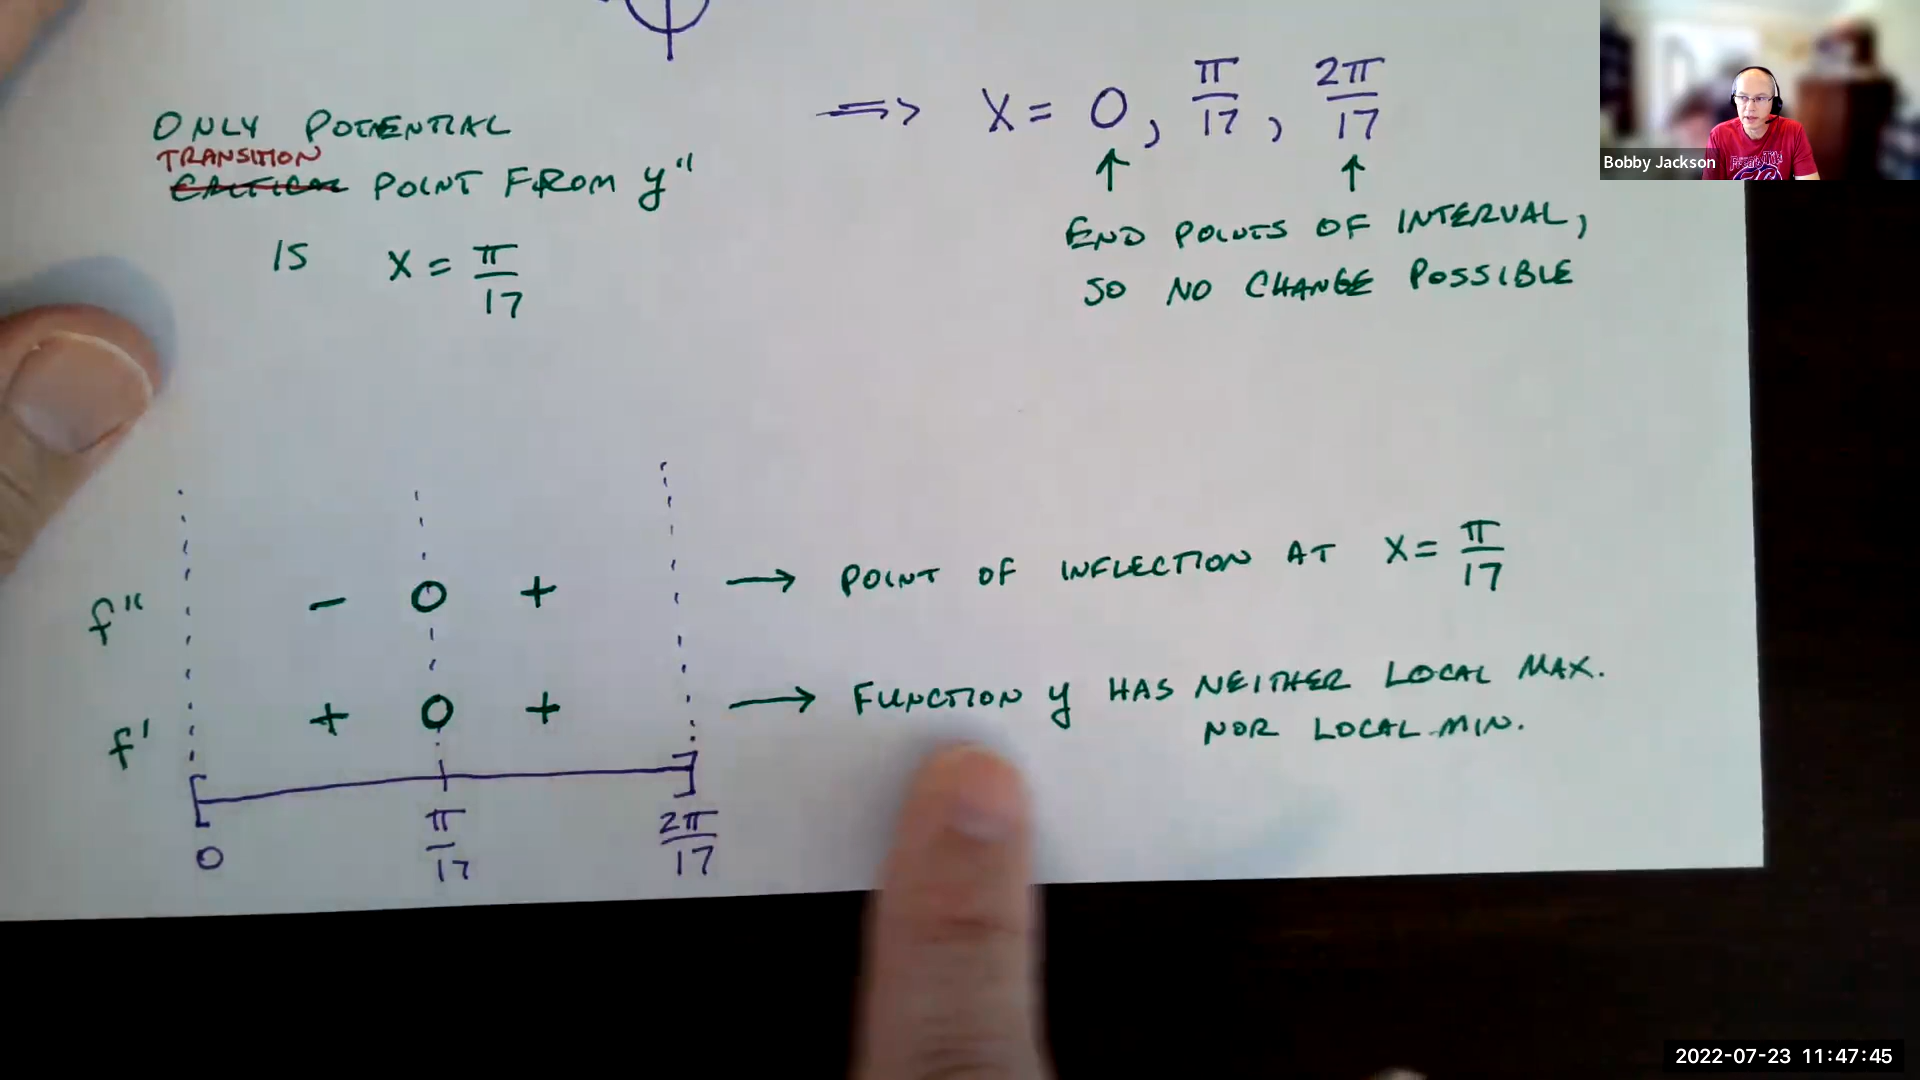 ONLY POTENTIAL
TRANSITION
CRITICAL POINT FROM y"
IS x = π/17
⇒ x = 0, π/17, 2π/17
↑ ↑
END POINTS OF INTERVAL,
SO NO CHANGE POSSIBLE
f" - 0 + → POINT OF INFLECTION AT x = π/17
f' + 0 + → FUNCTION y HAS NEITHER LOCAL MAX.
NOR LOCAL MIN.
0 π/17 2π/17
Bobby Jackson
2022-07-23 11:47:45